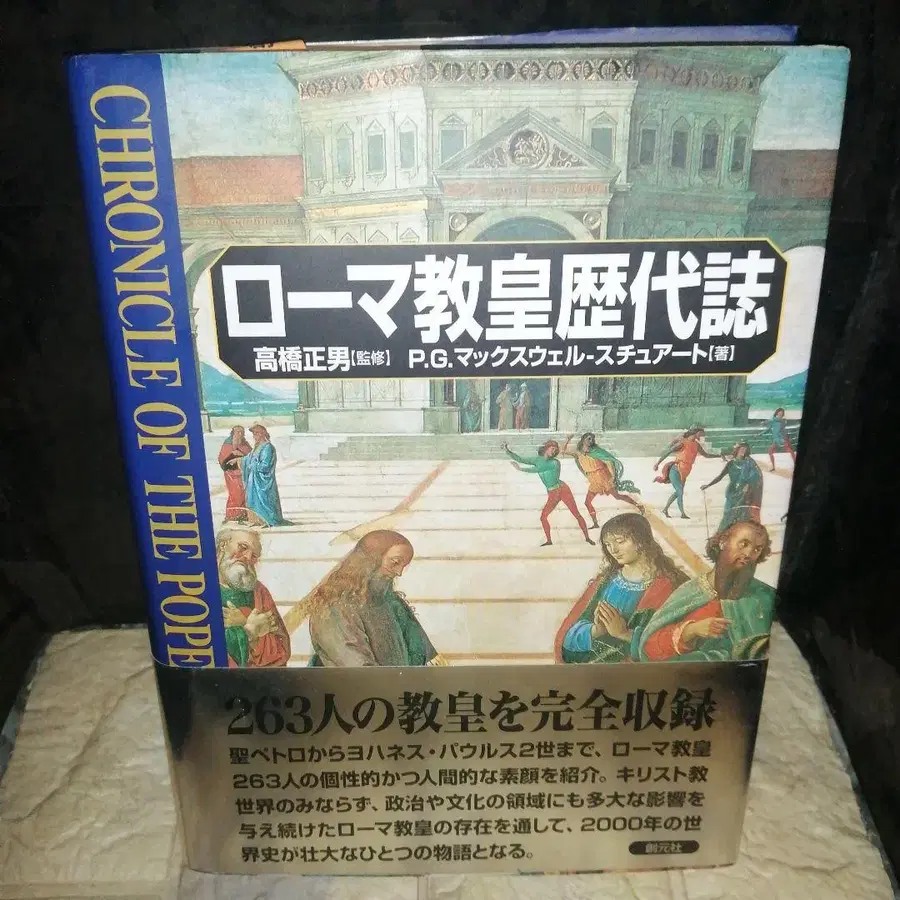 CHRONICLE OF THE POPE
ローマ教皇歴代誌
高橋正男【監修】 P.G.マックスウェル-スチュアート【著】
263人の教皇を完全収録
聖ペトロからヨハネス・パウルス2世まで、ローマ教皇
263人の個性的かつ人間的な素顔を紹介。キリスト教
世界のみならず、政治や文化の領域にも多大な影響を
与え続けたローマ教皇の存在を通して、2000年の世
界史が壮大なひとつの物語となる。
創元社